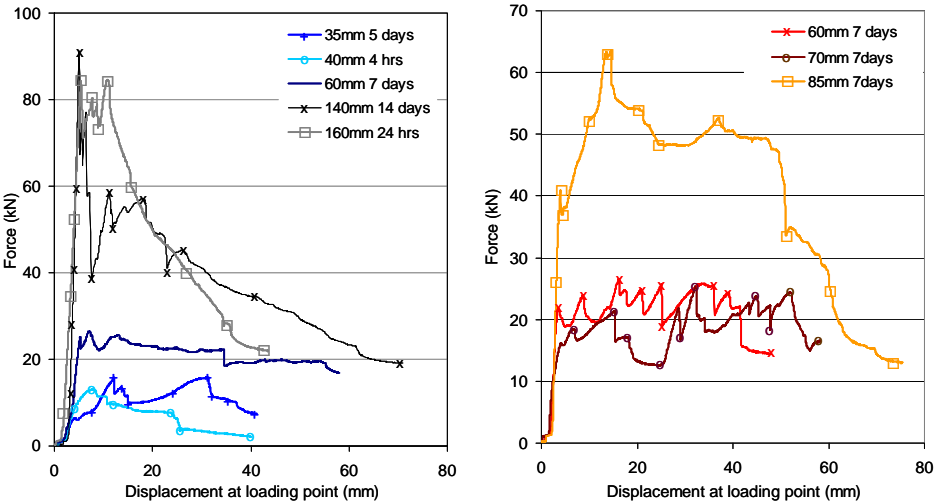 100
80
60
40
20
0
Force (kN)
0 20 40 60 80
Displacement at loading point (mm)
35mm 5 days
40mm 4 hrs
60mm 7 days
140mm 14 days
160mm 24 hrs
70
60
50
40
30
20
10
0
Force (kN)
0 20 40 60 80
Displacement at loading point (mm)
60mm 7 days
70mm 7days
85mm 7days